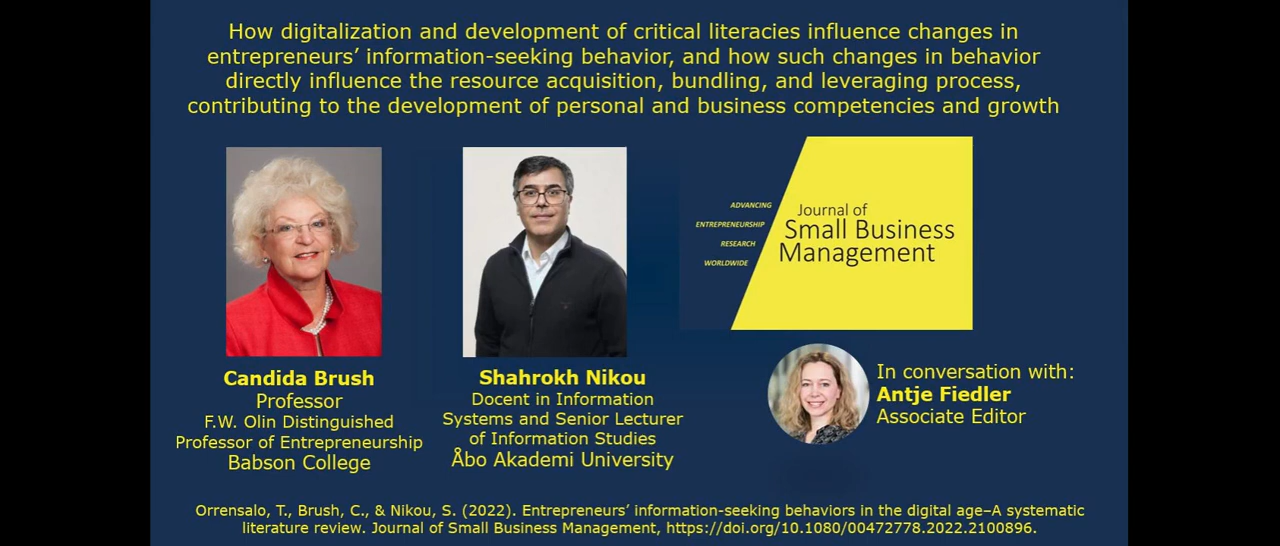 How digitalization and development of critical literacies influence changes in
entrepreneurs’ information-seeking behavior, and how such changes in behavior
directly influence the resource acquisition, bundling, and leveraging process,
contributing to the development of personal and business competencies and growth
ADVANCING
ENTREPRENEURSHIP
RESEARCH
WORLDWIDE
Journal of
Small Business
Management
Candida Brush
Professor
F.W. Olin Distinguished
Professor of Entrepreneurship
Babson College
Shahrokh Nikou
Docent in Information
Systems and Senior Lecturer
of Information Studies
Åbo Akademi University
In conversation with:
Antje Fiedler
Associate Editor
Orrensalo, T., Brush, C., & Nikou, S. (2022). Entrepreneurs’ information-seeking behaviors in the digital age–A systematic
literature review. Journal of Small Business Management, https://doi.org/10.1080/00472778.2022.2100896.